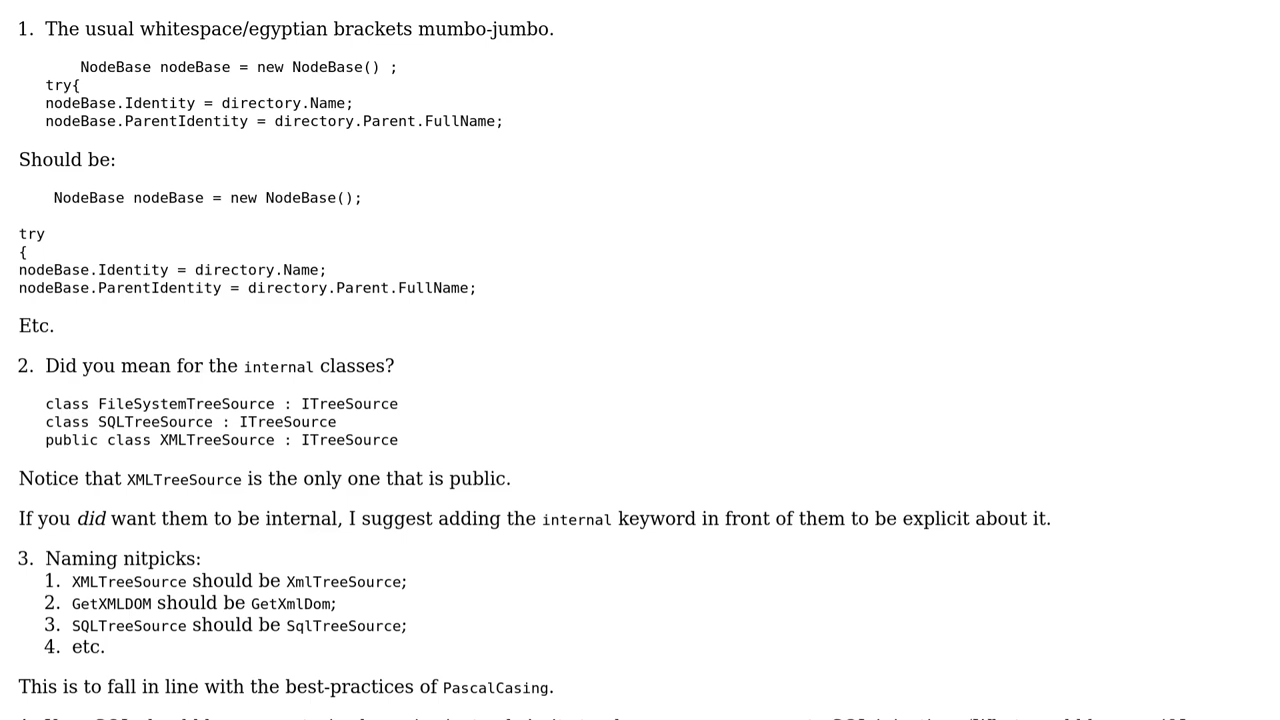 1. The usual whitespace/egyptian brackets mumbo-jumbo.
NodeBase nodeBase = new NodeBase() ;
try{
nodeBase.Identity = directory.Name;
nodeBase.ParentIdentity = directory.Parent.FullName;
Should be:
NodeBase nodeBase = new NodeBase();
try
{
nodeBase.Identity = directory.Name;
nodeBase.ParentIdentity = directory.Parent.FullName;
Etc.
2. Did you mean for the internal classes?
class FileSystemTreeSource : ITreeSource
class SQLTreeSource : ITreeSource
public class XMLTreeSource : ITreeSource
Notice that XMLTreeSource is the only one that is public.
If you did want them to be internal, I suggest adding the internal keyword in front of them to be explicit about it.
3. Naming nitpicks:
1. XMLTreeSource should be XmlTreeSource;
2. GetXMLDOM should be GetXmlDom;
3. SQLTreeSource should be SqlTreeSource;
4. etc.
This is to fall in line with the best-practices of PascalCasing.